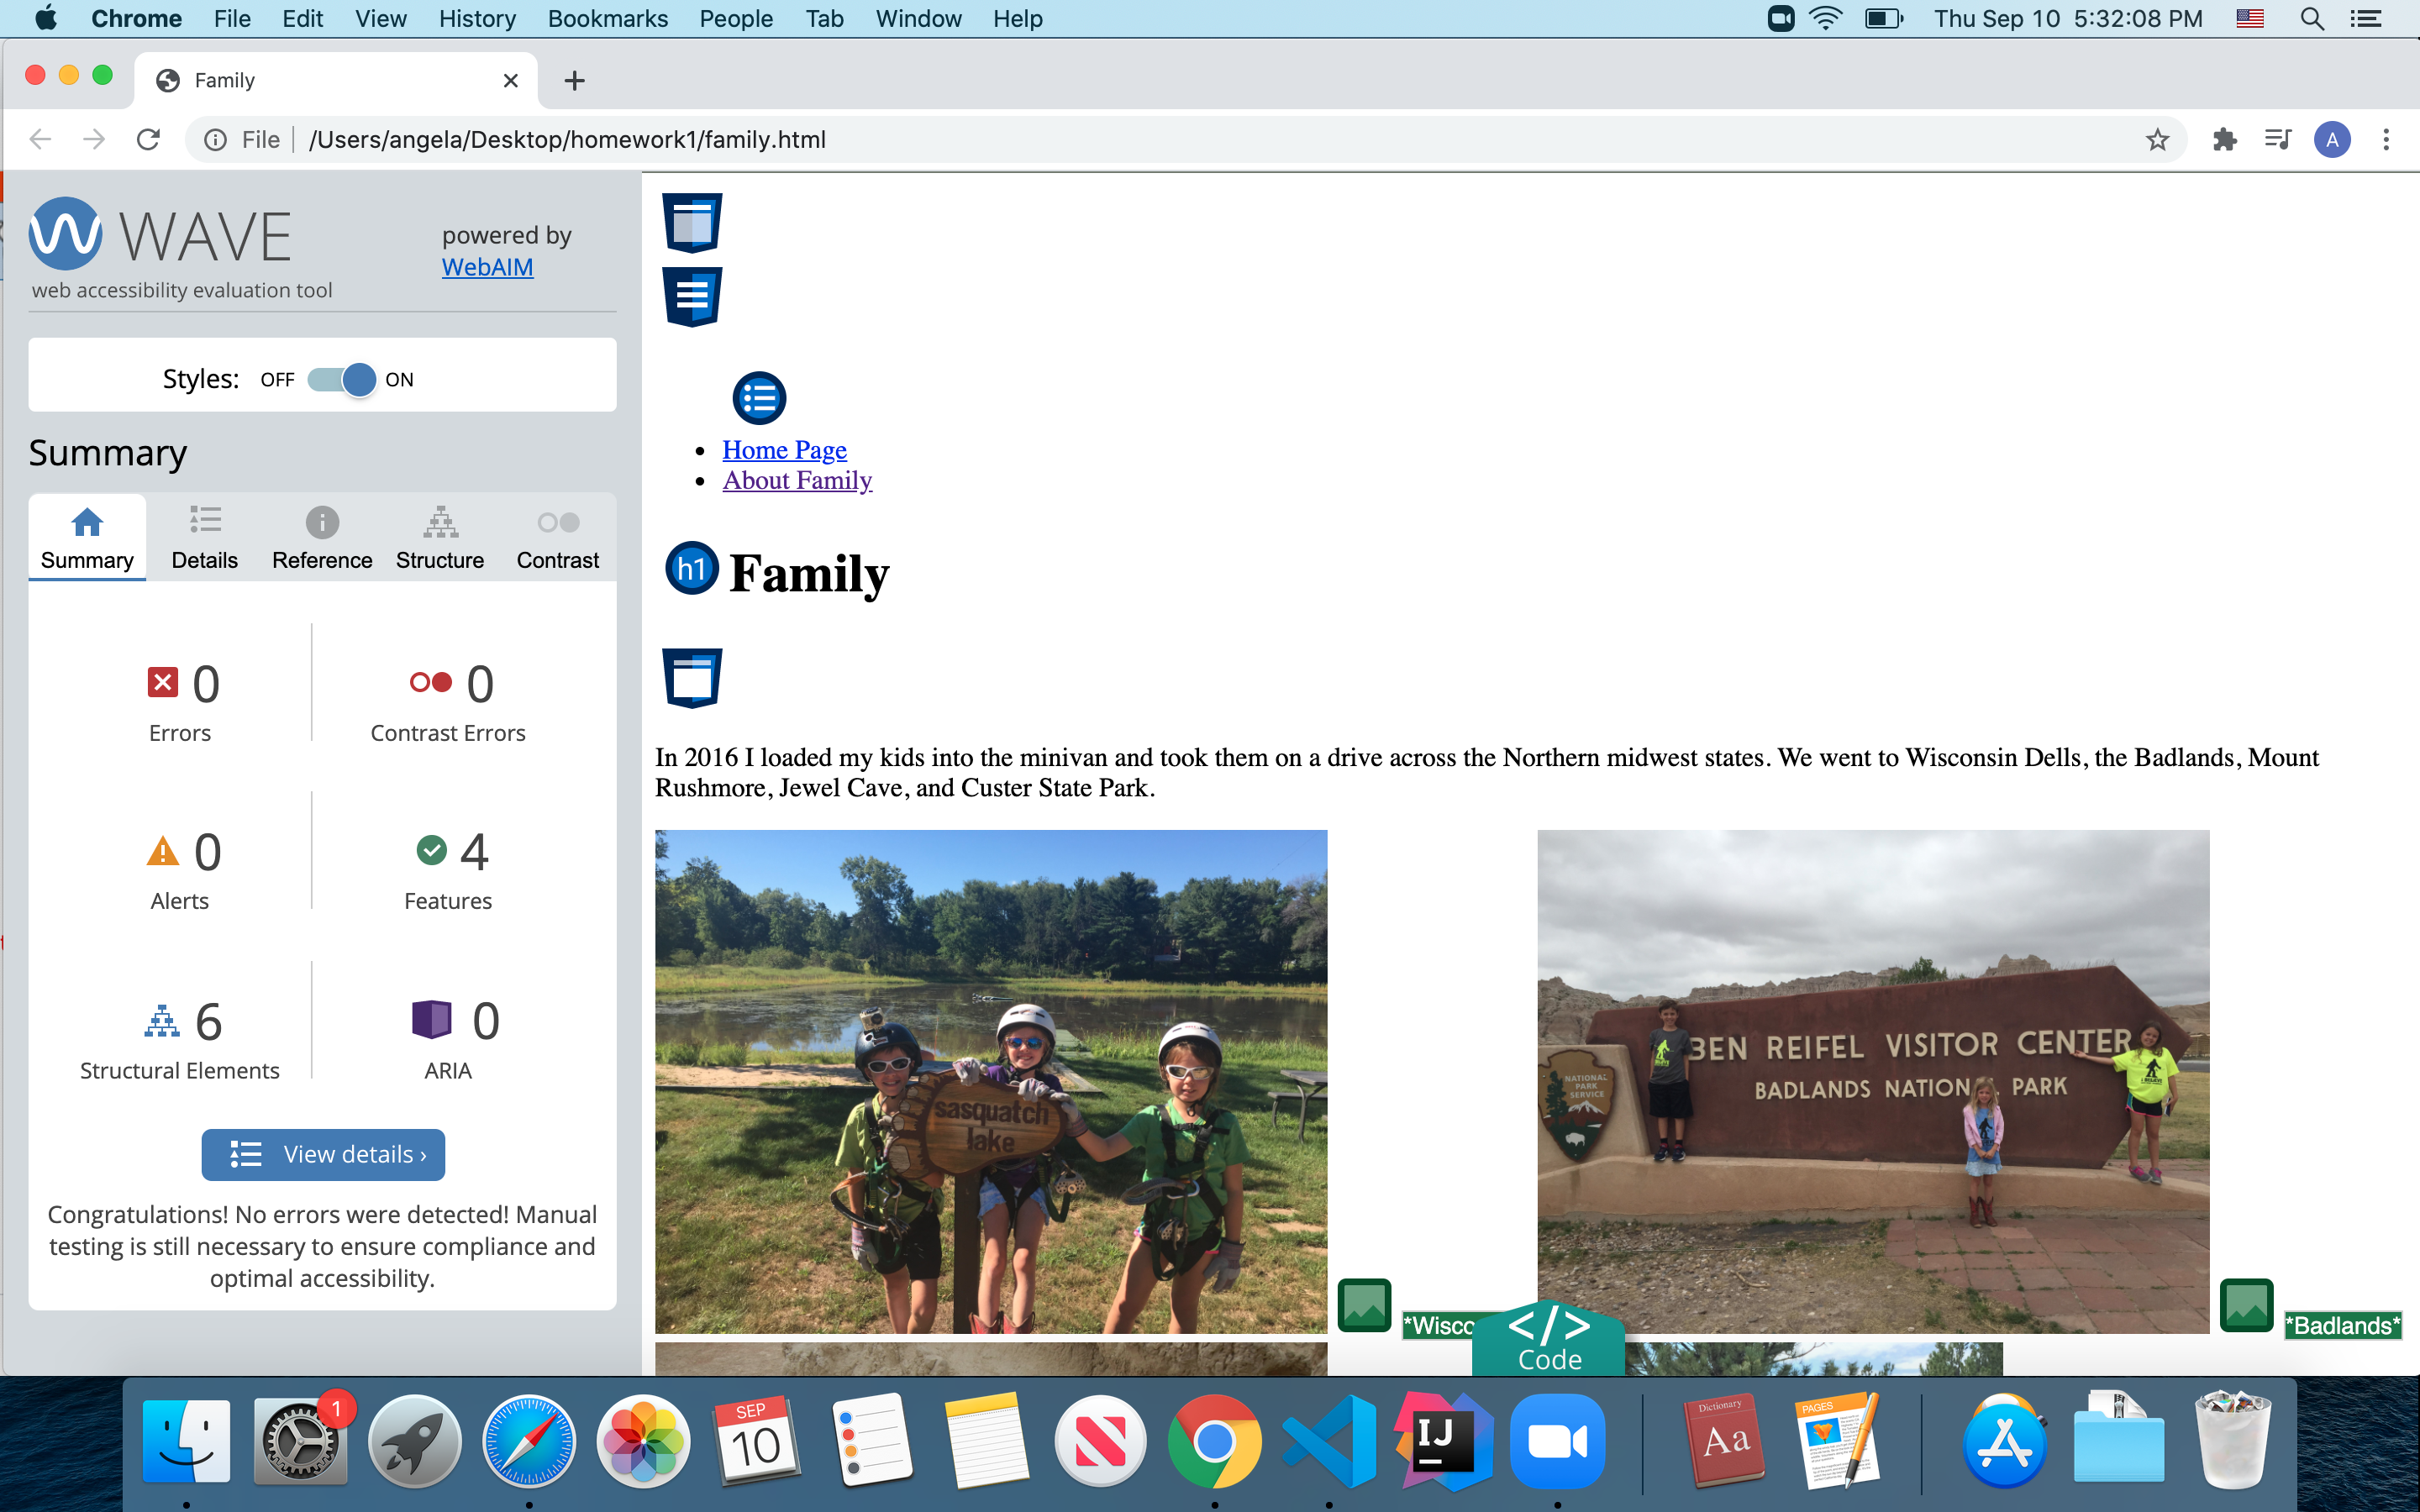 Chrome File Edit View History Bookmarks People Tab Window Help Thu Sep 10 5:32:08 PM
Family
File /Users/angela/Desktop/homework1/family.html A
WAVE
web accessibility evaluation tool
powered by
WebAIM
Styles: OFF ON
Summary
Summary Details Reference Structure Contrast
0 0
Errors Contrast Errors
0 4
Alerts Features
6 0
Structural Elements ARIA
View details ›
Congratulations! No errors were detected! Manual
testing is still necessary to ensure compliance and
optimal accessibility.
Home Page
About Family
h1 Family
In 2016 I loaded my kids into the minivan and took them on a drive across the Northern midwest states. We went to Wisconsin Dells, the Badlands, Mount
Rushmore, Jewel Cave, and Custer State Park.
sasquatch
lake
NATIONAL
PARK
SERVICE
BEN REIFEL VISITOR CENTER
BADLANDS NATION PARK
*Wisco
</>
Code
*Badlands*
1
SEP
10
IJ
Dictionary
Aa
PAGES